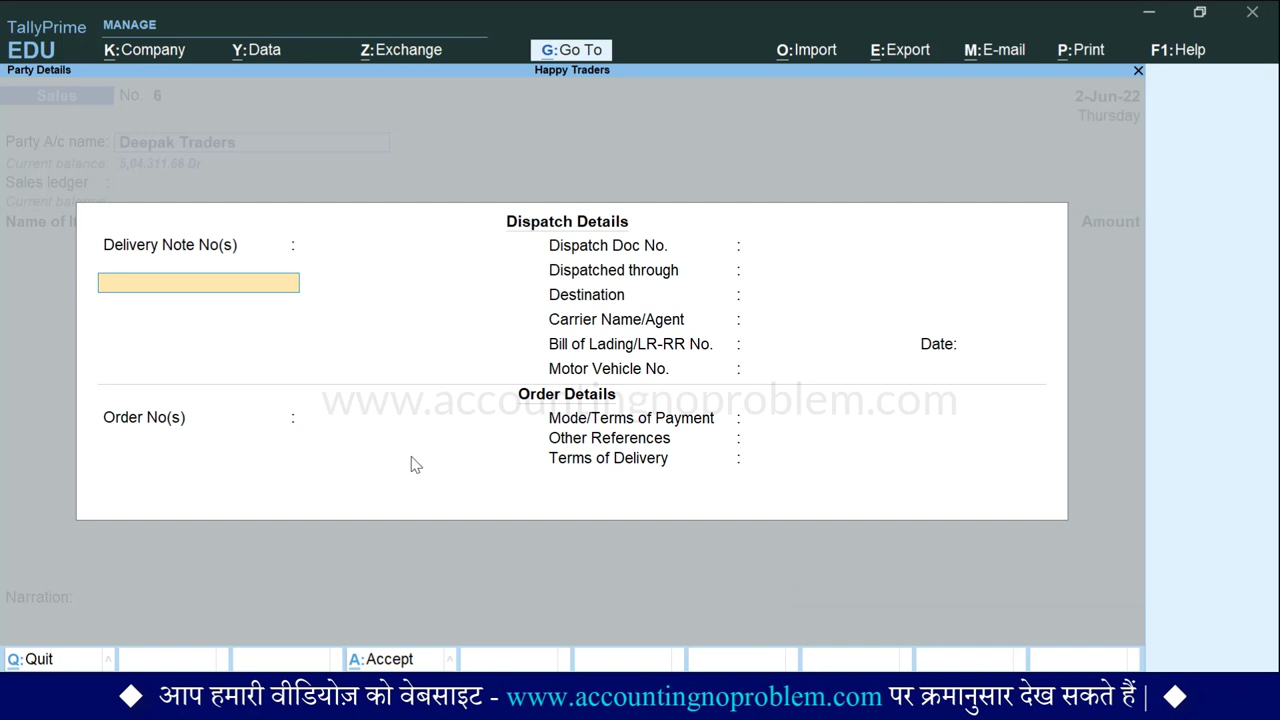 TallyPrime
EDU
MANAGE
K:Company Y:Data Z:Exchange G:Go To O:Import E:Export M:E-mail P:Print F1:Help
Party Details Happy Traders
Sales No. 6 2-Jun-22
Thursday
Party A/c name: Deepak Traders
Current balance: 5,04,311.66 Dr
Sales ledger :
Current balance
Name of It Amount
Dispatch Details
Delivery Note No(s) : Dispatch Doc No. :
Dispatched through :
Destination :
Carrier Name/Agent :
Bill of Lading/LR-RR No. : Date:
Motor Vehicle No. :
Order Details
www.accountingnoproblem.com
Order No(s) : Mode/Terms of Payment :
Other References :
Terms of Delivery :
Narration:
Q:Quit A:Accept
◆ आप हमारी वीडियोज़ को वेबसाइट - www.accountingnoproblem.com पर क्रमानुसार देख सकते हैं | ◆